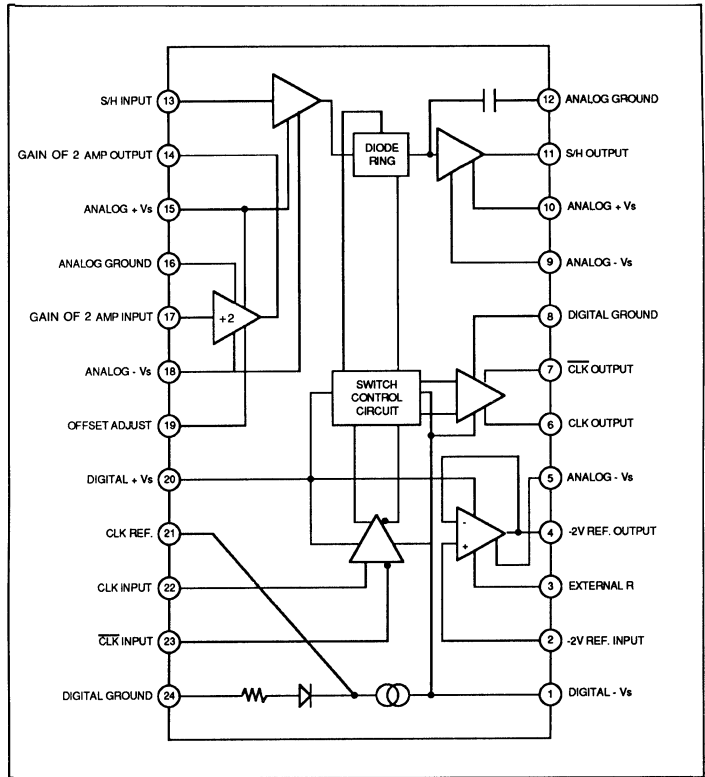 S/H INPUT 13
GAIN OF 2 AMP OUTPUT 14
ANALOG + Vs 15
ANALOG GROUND 16
GAIN OF 2 AMP INPUT 17
ANALOG - Vs 18
OFFSET ADJUST 19
DIGITAL + Vs 20
CLK REF. 21
CLK INPUT 22
C̅L̅K̅ INPUT 23
DIGITAL GROUND 24
+2
DIODE
RING
SWITCH
CONTROL
CIRCUIT
-
+
12 ANALOG GROUND
11 S/H OUTPUT
10 ANALOG + Vs
9 ANALOG - Vs
8 DIGITAL GROUND
7 C̅L̅K̅ OUTPUT
6 CLK OUTPUT
5 ANALOG - Vs
4 -2V REF. OUTPUT
3 EXTERNAL R
2 -2V REF. INPUT
1 DIGITAL - Vs